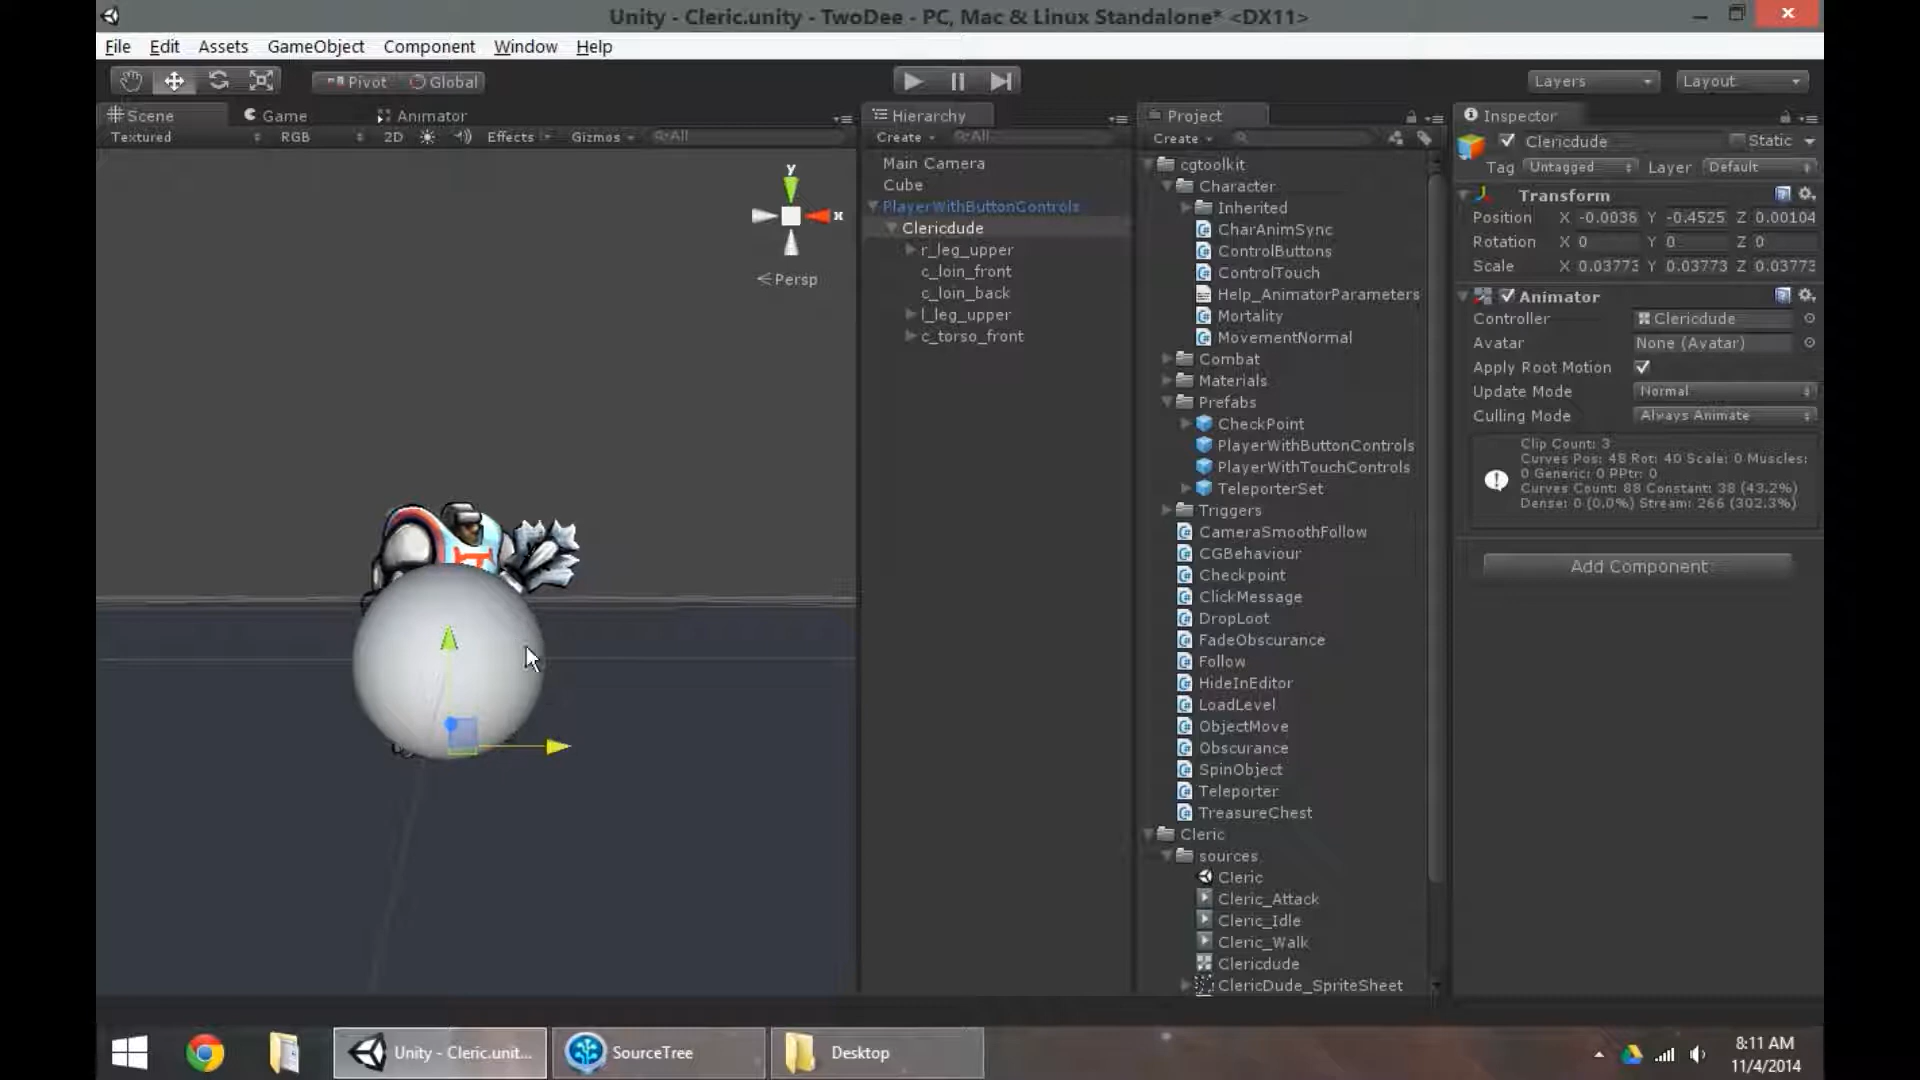 Unity - Cleric.unity - TwoDee - PC, Mac & Linux Standalone* <DX11>
File Edit Assets GameObject Component Window Help
Pivot Global
Layers Layout
Scene Game Animator
Textured RGB 2D Effects Gizmos All
y
x
Persp
Hierarchy
Create All
Main Camera
Cube
PlayerWithButtonControls
Clericdude
r_leg_upper
c_loin_front
c_loin_back
l_leg_upper
c_torso_front
Project
Create
cgtoolkit
Character
Inherited
CharAnimSync
ControlButtons
ControlTouch
Help_AnimatorParameters
Mortality
MovementNormal
Combat
Materials
Prefabs
CheckPoint
PlayerWithButtonControls
PlayerWithTouchControls
TeleporterSet
Triggers
CameraSmoothFollow
CGBehaviour
Checkpoint
ClickMessage
DropLoot
FadeObscurance
Follow
HideInEditor
LoadLevel
ObjectMove
Obscurance
SpinObject
Teleporter
TreasureChest
Cleric
sources
Cleric
Cleric_Attack
Cleric_Idle
Cleric_Walk
Clericdude
ClericDude_SpriteSheet
Inspector
Clericdude Static
Tag Untagged Layer Default
Transform
Position X -0.0036 Y -0.4525 Z 0.00104
Rotation X 0 Y 0 Z 0
Scale X 0.03773 Y 0.03773 Z 0.03773
Animator
Controller Clericdude
Avatar None (Avatar)
Apply Root Motion
Update Mode Normal
Culling Mode Always Animate
Clip Count: 3
Curves Pos: 48 Rot: 40 Scale: 0 Muscles:
0 Generic: 0 PPtr: 0
Curves Count: 88 Constant: 38 (43.2%)
Dense: 0 (0.0%) Stream: 266 (302.3%)
Add Component
Unity - Cleric.unit... SourceTree Desktop
8:11 AM
11/4/2014